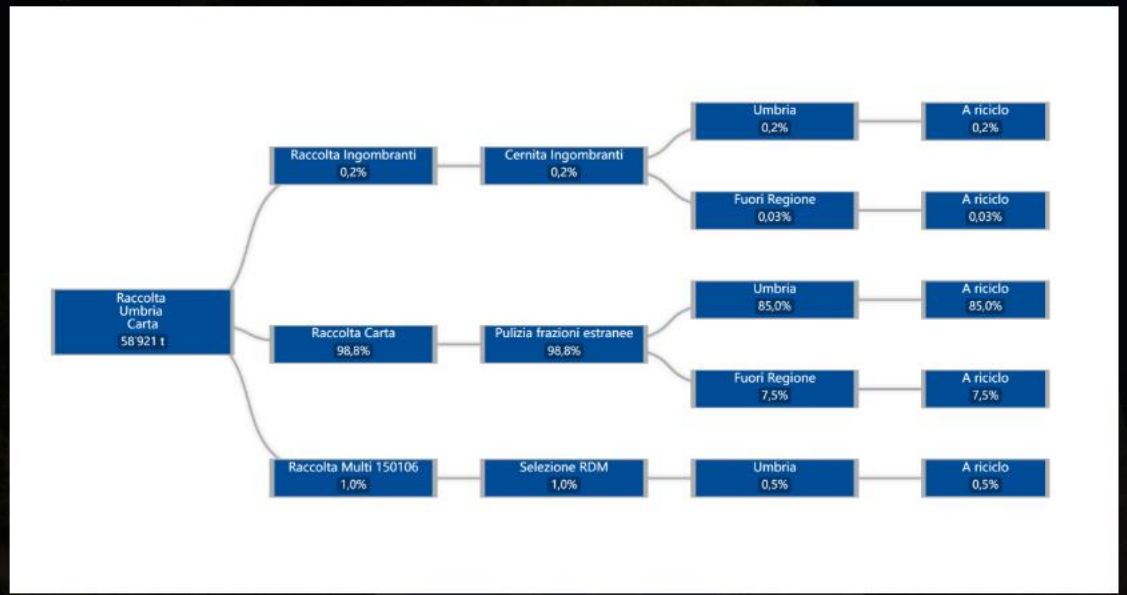 Umbria
0,2%
A riciclo
0,2%
Raccolta Ingombranti
0,2%
Cernita Ingombranti
0,2%
Fuori Regione
0,03%
A riciclo
0,03%
Raccolta
Umbria
Carta
58'921 t
Umbria
85,0%
A riciclo
85,0%
Raccolta Carta
98,8%
Pulizia frazioni estranee
98,8%
Fuori Regione
7,5%
A riciclo
7,5%
Raccolta Multi 150106
1,0%
Selezione RDM
1,0%
Umbria
0,5%
A riciclo
0,5%